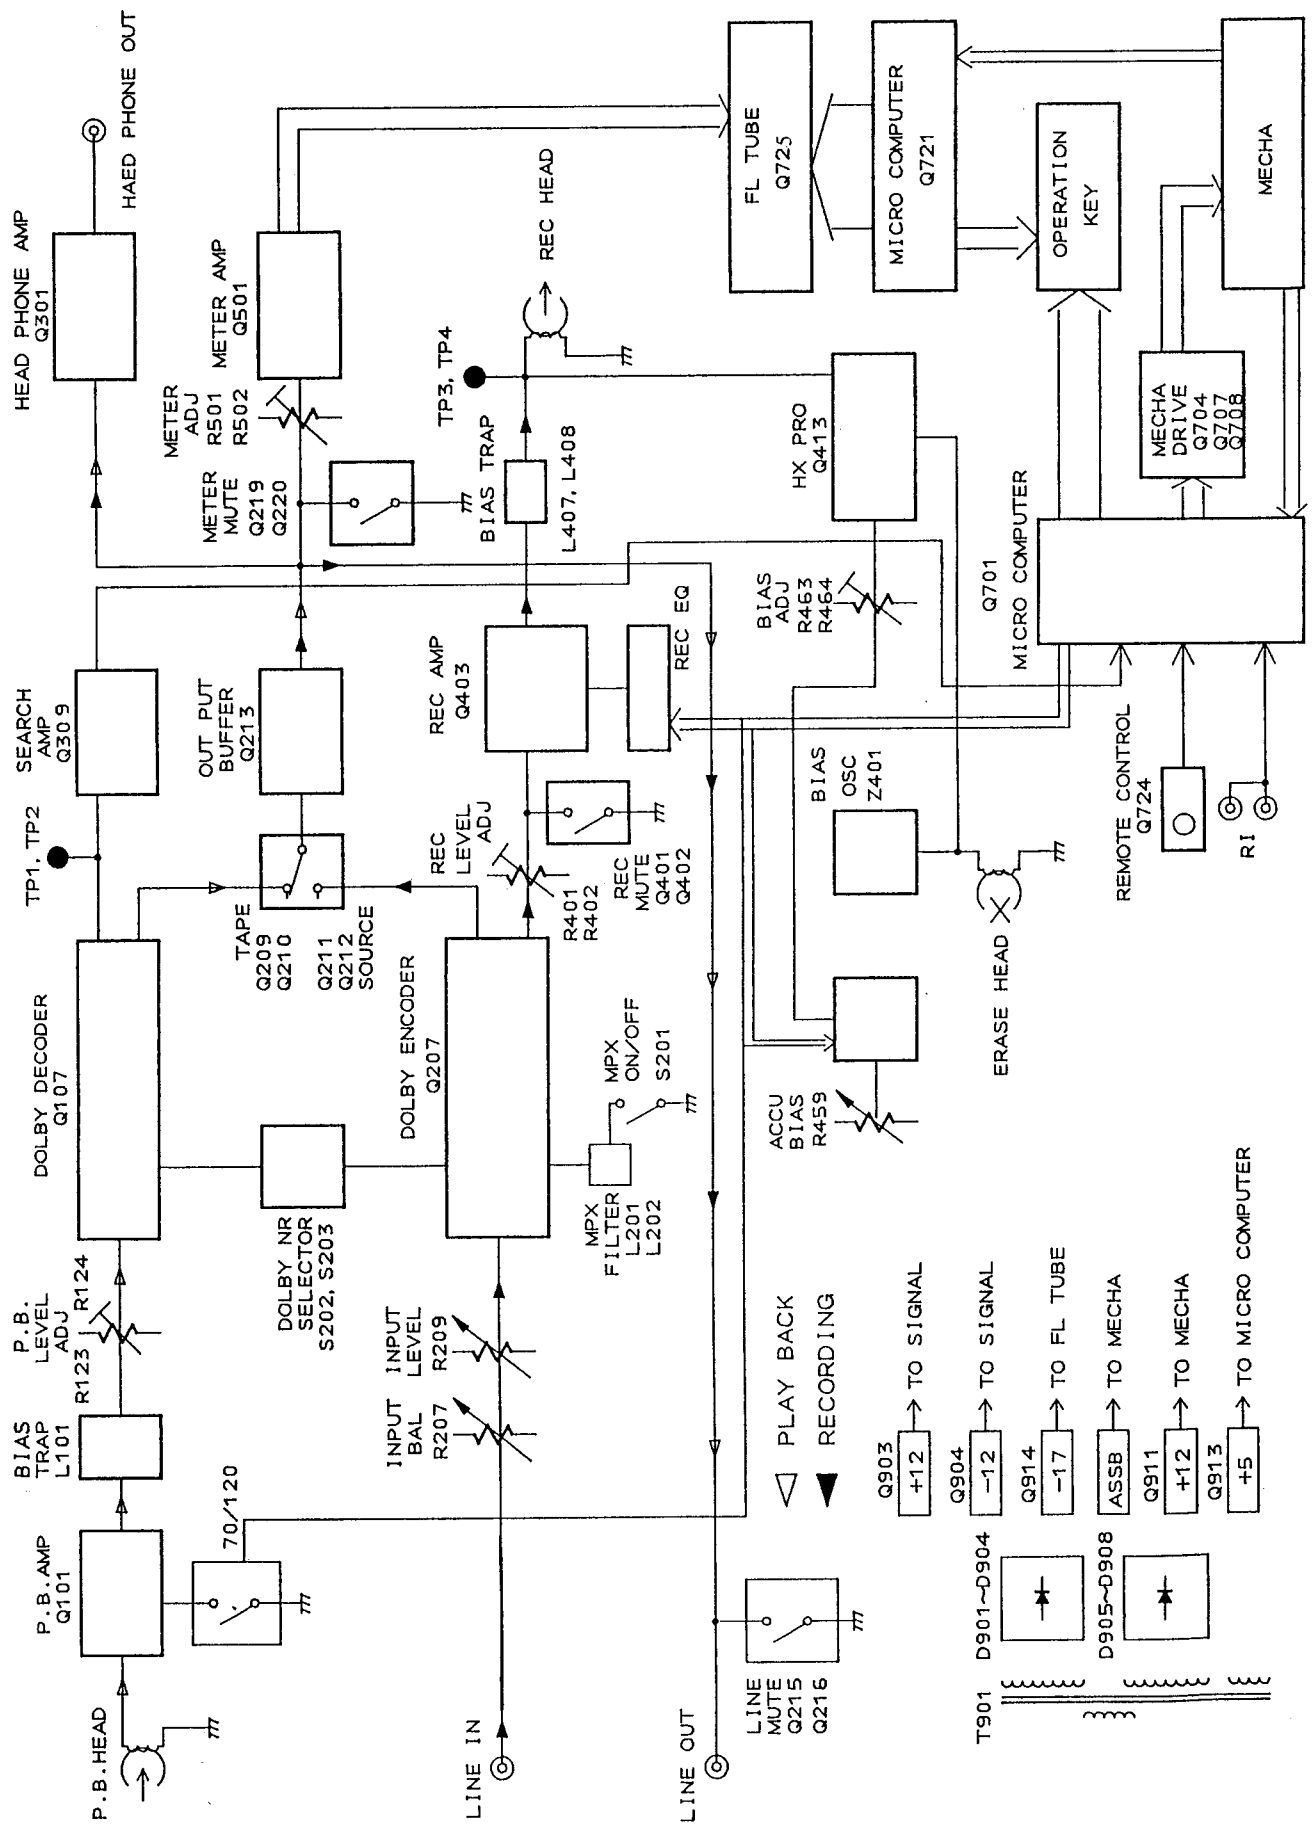 P.B.HEAD
P.B.AMP
Q101
70/120
BIAS
TRAP
L101
P.B.
LEVEL
ADJ
R123
R124
DOLBY DECODER
Q107
TP1, TP2
SEARCH
AMP
Q309
HEAD PHONE AMP
Q301
HAED PHONE OUT
DOLBY NR
SELECTOR
S202, S203
TAPE
Q209
Q210
Q211
Q212
SOURCE
OUT PUT
BUFFER
Q213
METER
MUTE
Q219
Q220
METER
ADJ
R501
R502
METER AMP
Q501
LINE IN
INPUT
BAL
R207
INPUT
LEVEL
R209
DOLBY ENCODER
Q207
MPX
FILTER
L201
L202
MPX
ON/OFF
S201
REC
LEVEL
ADJ
R401
R402
REC
MUTE
Q401
Q402
REC AMP
Q403
REC EQ
BIAS TRAP
L407, L408
TP3, TP4
REC HEAD
LINE OUT
LINE
MUTE
Q215
Q216
PLAY BACK
RECORDING
ACCU
BIAS
R459
BIAS
OSC
Z401
ERASE HEAD
BIAS
ADJ
R463
R464
HX PRO
Q413
FL TUBE
Q725
MICRO COMPUTER
Q721
OPERATION
KEY
MECHA
MECHA
DRIVE
Q704
Q707
Q708
Q701
MICRO COMPUTER
REMOTE CONTROL
Q724
RI
T901
D901~D904
D905~D908
Q903
+12
TO SIGNAL
Q904
-12
TO SIGNAL
Q914
-17
TO FL TUBE
ASSB
TO MECHA
Q911
+12
TO MECHA
Q913
+5
TO MICRO COMPUTER